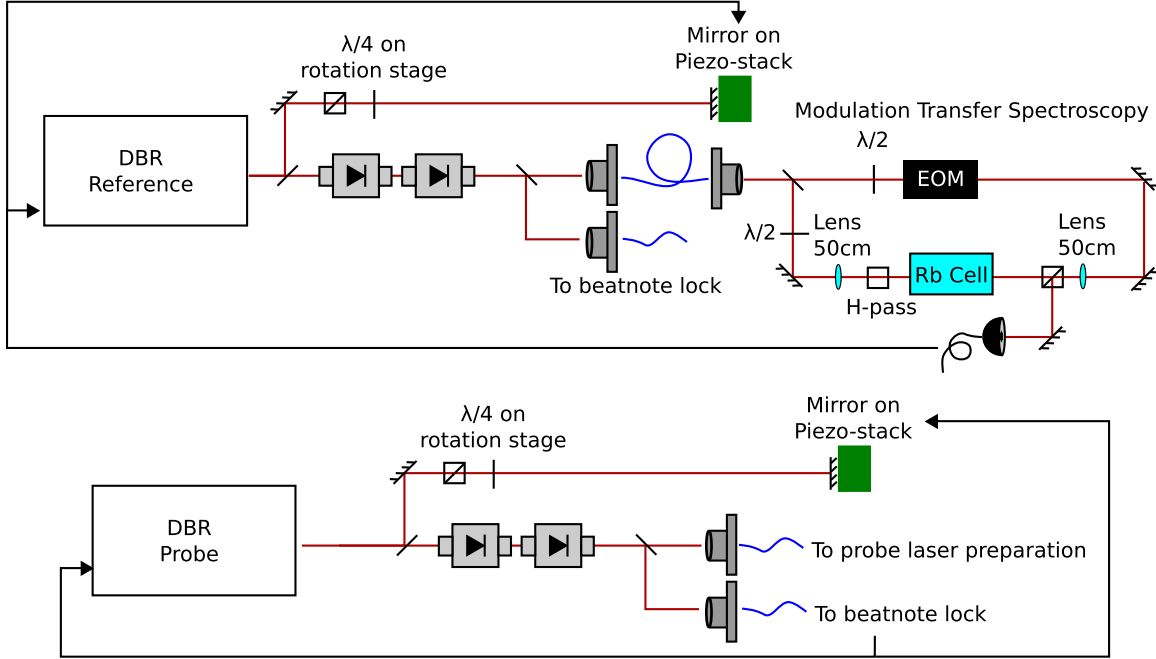 Mirror on
Piezo-stack
λ/4 on
rotation stage
Modulation Transfer Spectroscopy
λ/2
DBR
Reference
EOM
λ/2
Lens
50cm
Lens
50cm
Rb Cell
To beatnote lock
H-pass
Mirror on
Piezo-stack
λ/4 on
rotation stage
DBR
Probe
To probe laser preparation
To beatnote lock